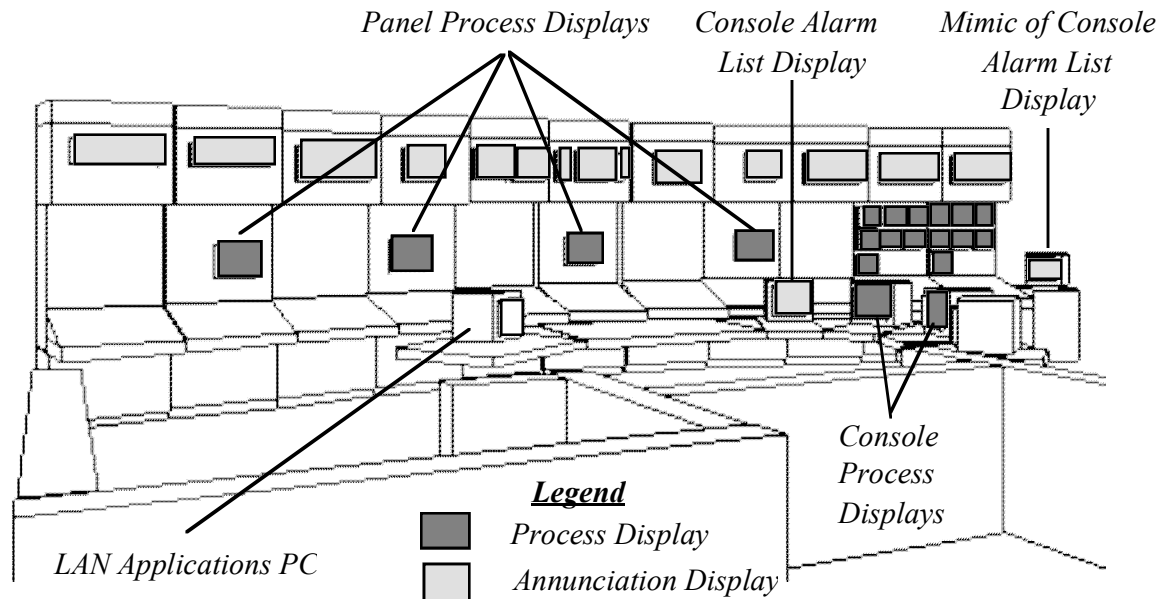 Panel Process Displays
Console Alarm
List Display
Mimic of Console
Alarm List
Display
Console
Process
Displays
Legend
Process Display
Annunciation Display
LAN Applications PC